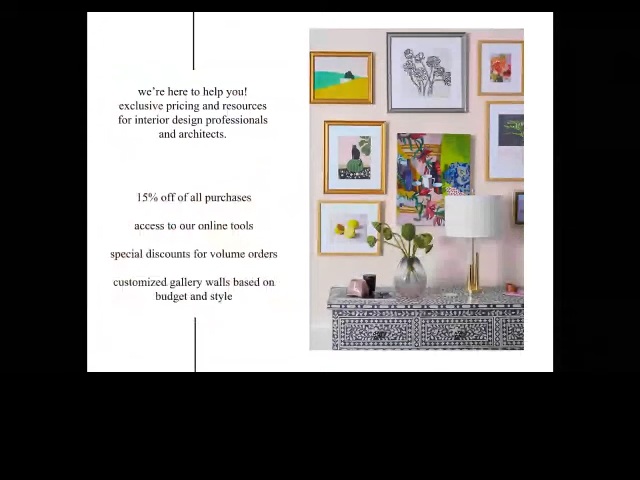 we're here to help you!
exclusive pricing and resources
for interior design professionals
and architects.
15% off of all purchases
access to our online tools
special discounts for volume orders
customized gallery walls based on
budget and style